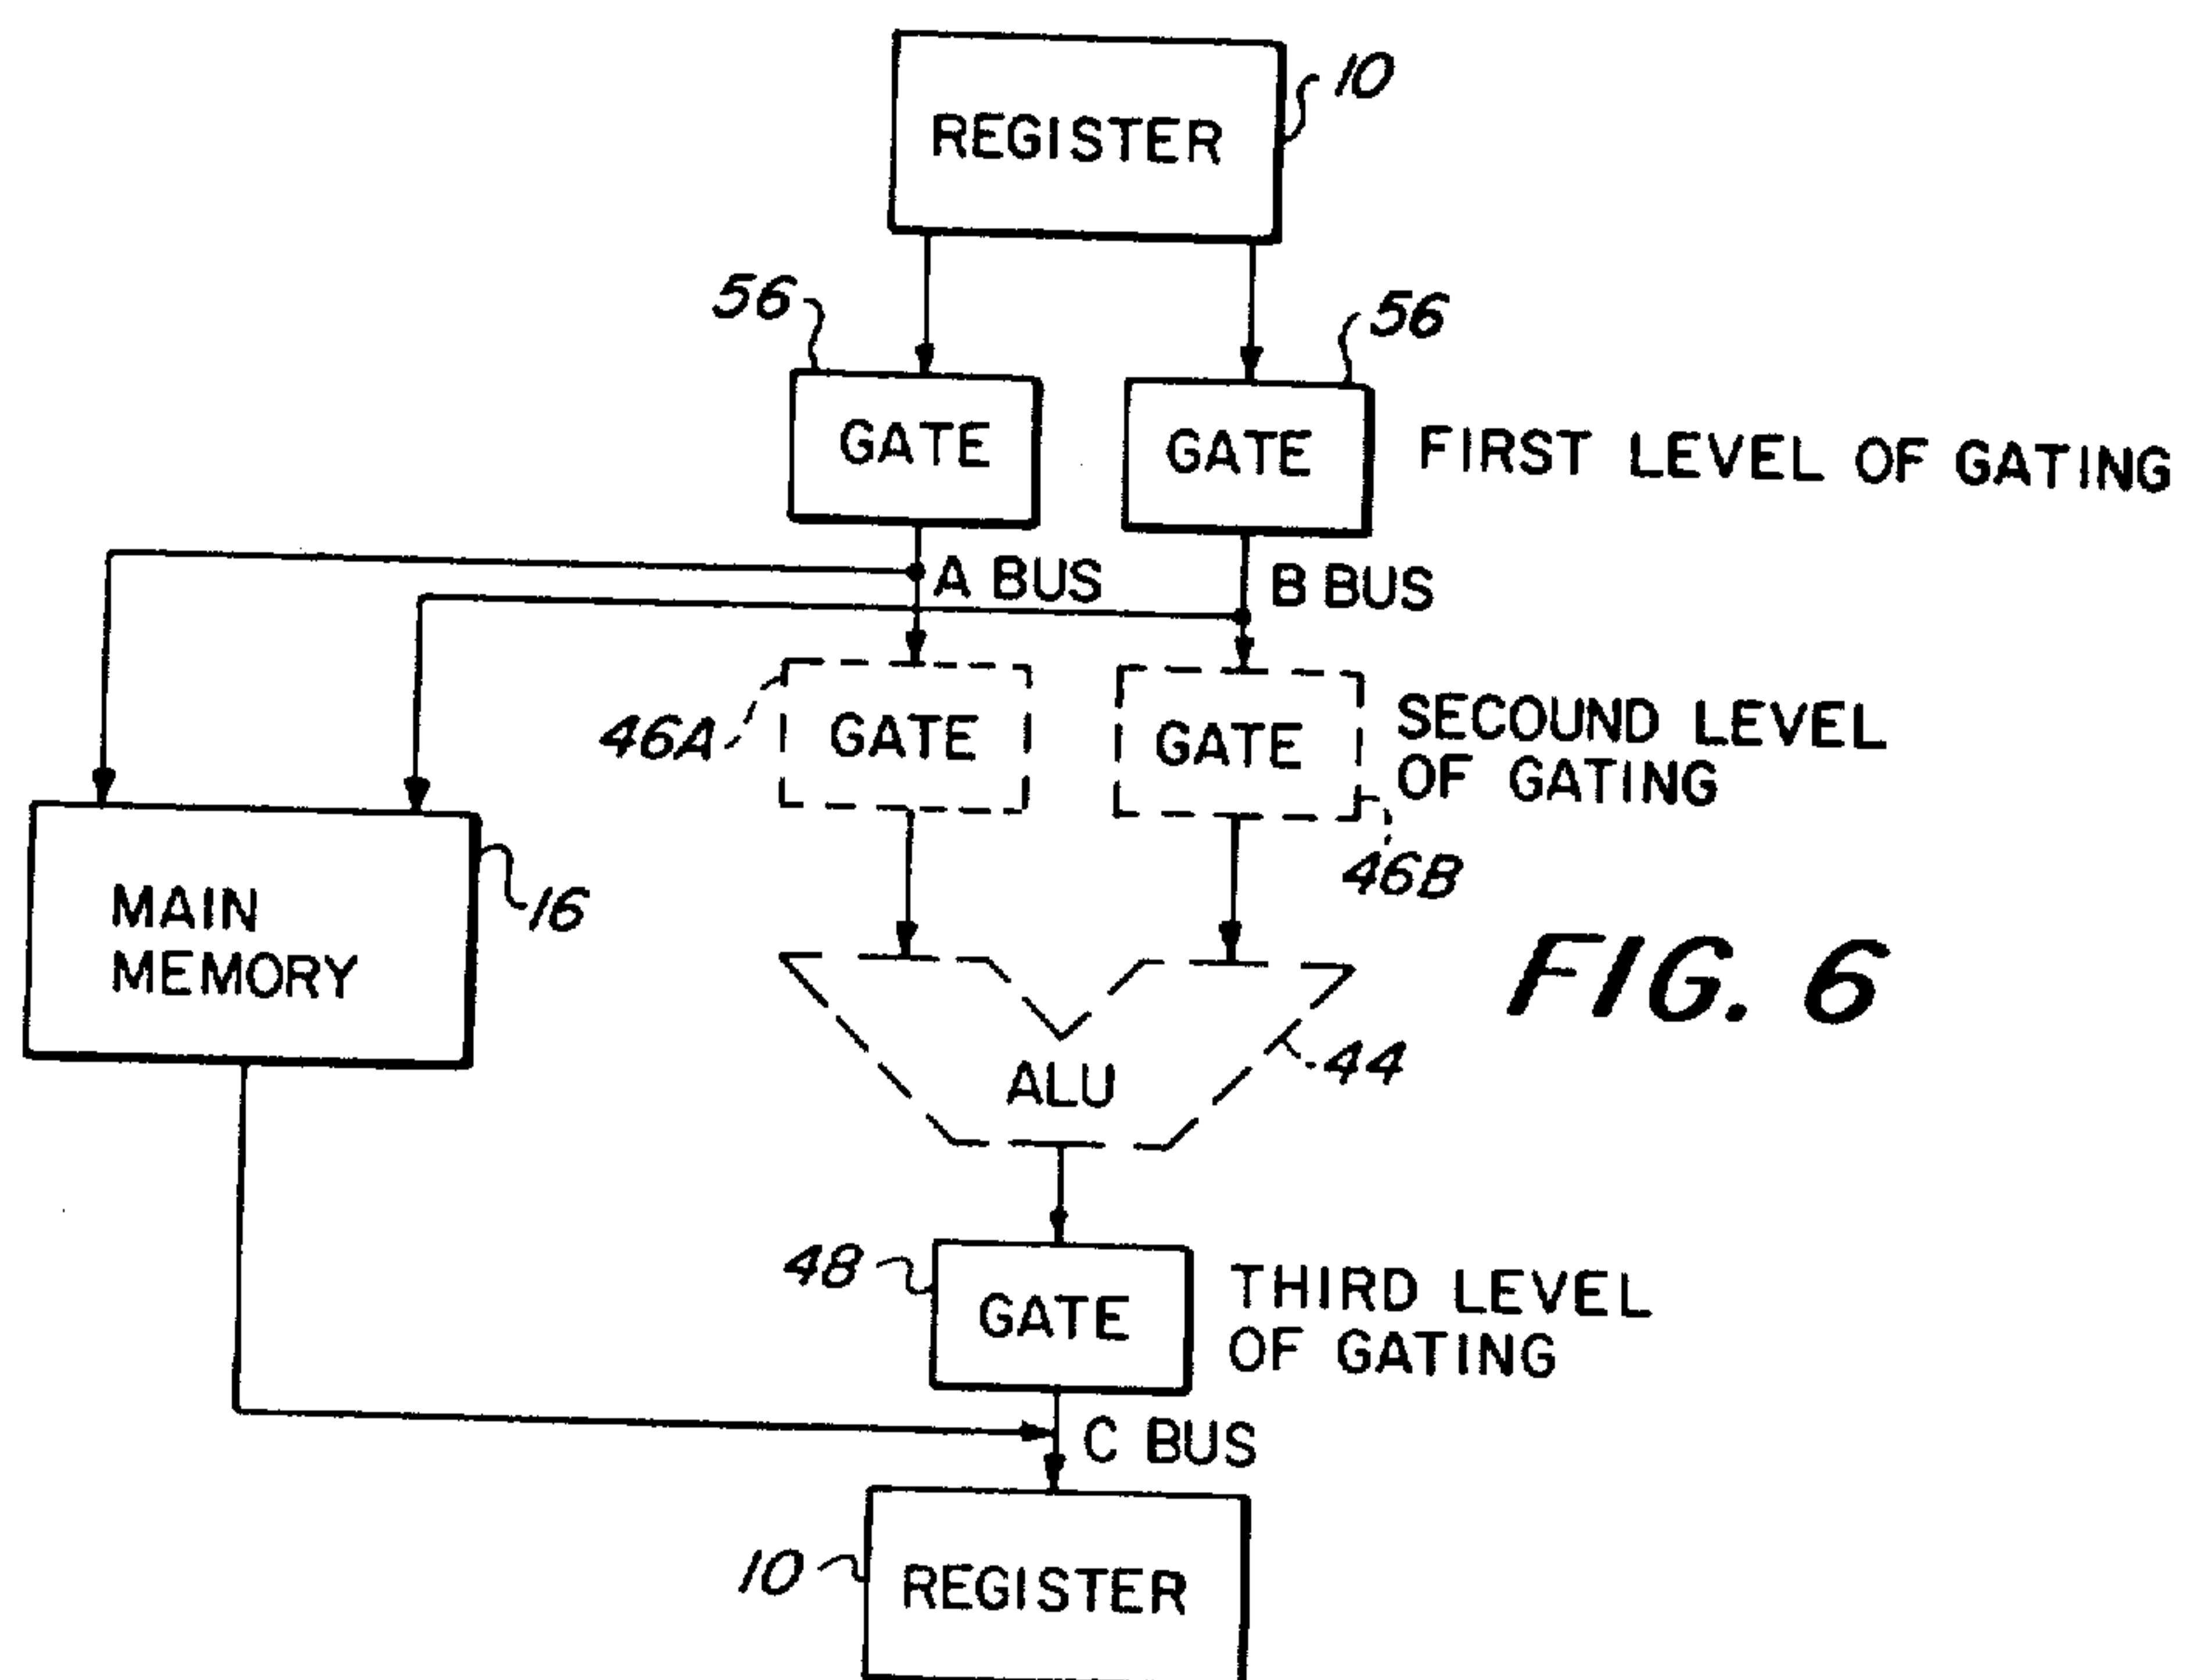 REGISTER
10
56
56
GATE
GATE
FIRST LEVEL OF GATING
A BUS
B BUS
46A
GATE
GATE
SECOUND LEVEL
OF GATING
46B
MAIN
MEMORY
16
FIG. 6
ALU
44
48
GATE
THIRD LEVEL
OF GATING
C BUS
10
REGISTER